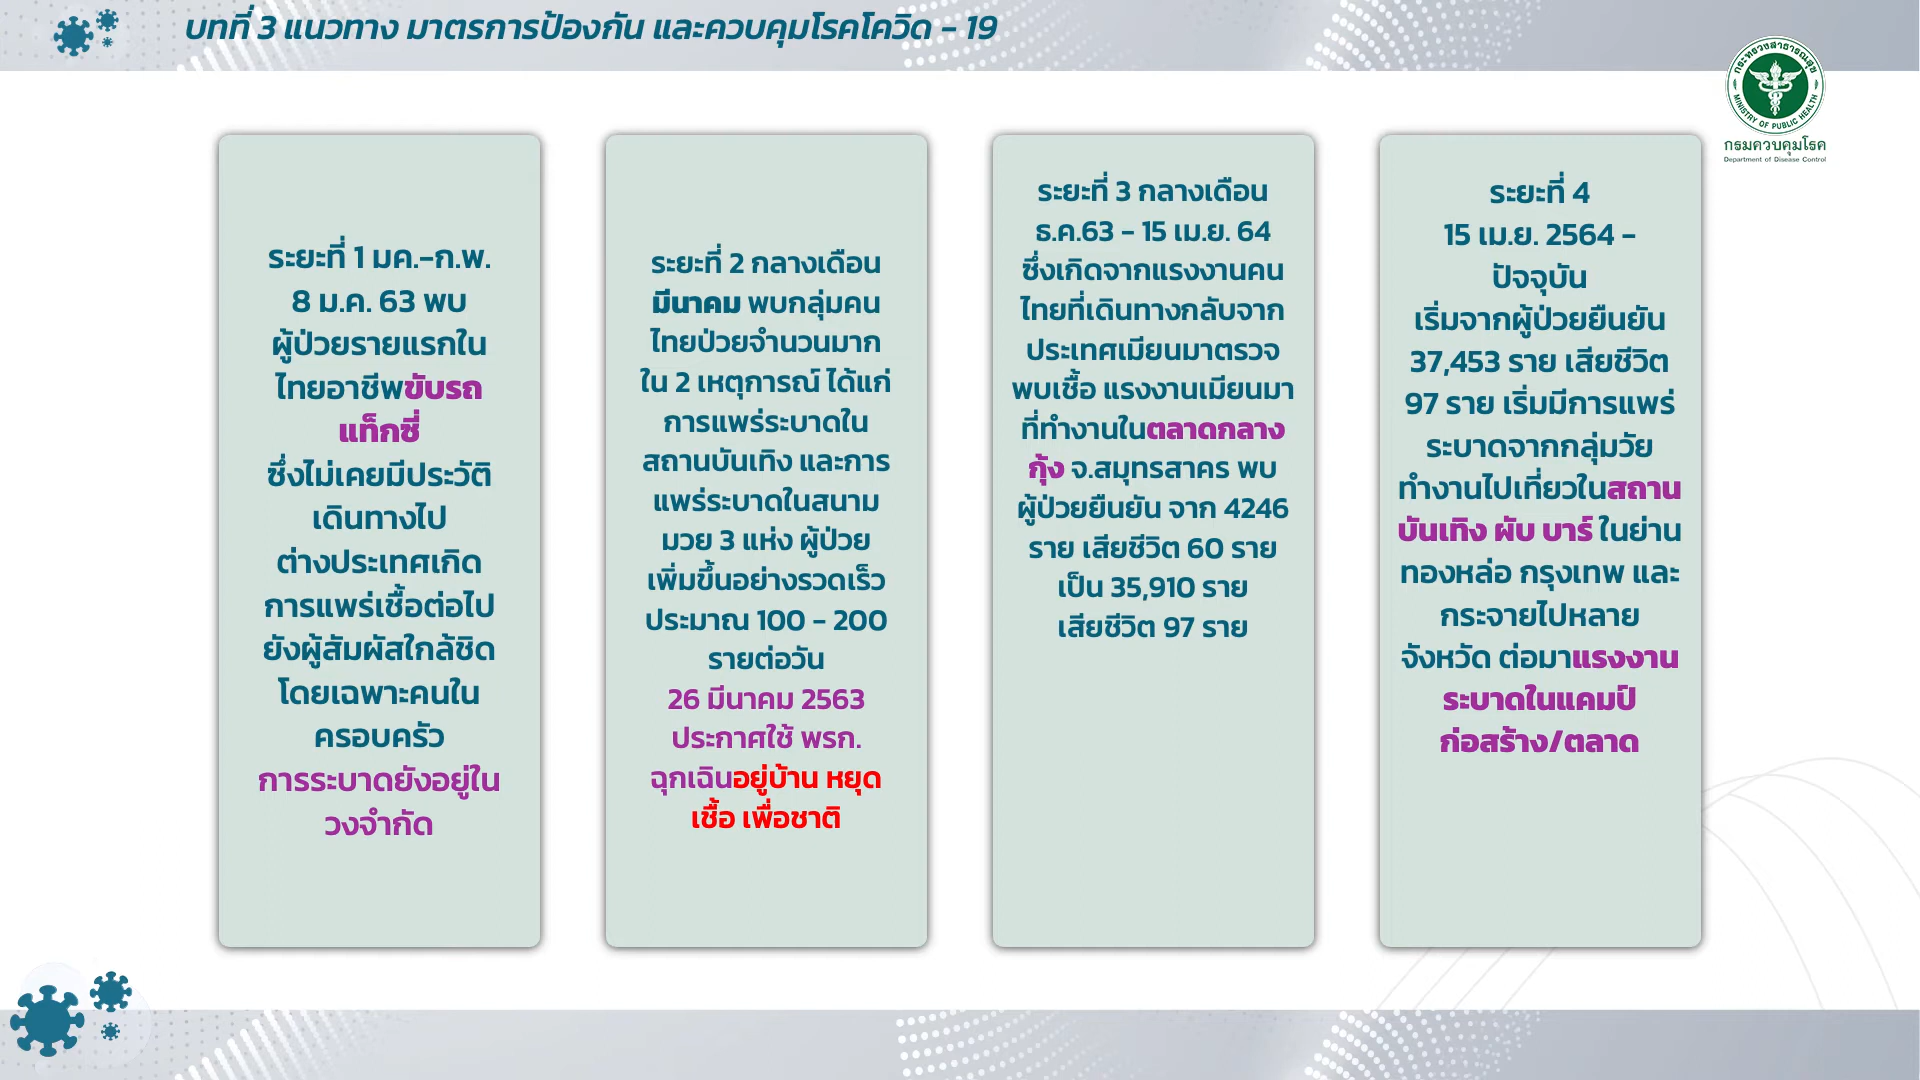 บทที่ 3 แนวทาง มาตรการป้องกัน และควบคุมโรคโควิด - 19
กระทรวงสาธารณสุข
MINISTRY OF PUBLIC HEALTH
กรมควบคุมโรค
Department of Disease Control
ระยะที่ 1 มค.-ก.พ.
8 ม.ค. 63 พบ
ผู้ป่วยรายแรกใน
ไทยอาชีพขับรถ
แท็กซี่
ซึ่งไม่เคยมีประวัติ
เดินทางไป
ต่างประเทศเกิด
การแพร่เชื้อต่อไป
ยังผู้สัมผัสใกล้ชิด
โดยเฉพาะคนใน
ครอบครัว
การระบาดยังอยู่ใน
วงจำกัด
ระยะที่ 2 กลางเดือน
มีนาคม พบกลุ่มคน
ไทยป่วยจำนวนมาก
ใน 2 เหตุการณ์ ได้แก่
การแพร่ระบาดใน
สถานบันเทิง และการ
แพร่ระบาดในสนาม
มวย 3 แห่ง ผู้ป่วย
เพิ่มขึ้นอย่างรวดเร็ว
ประมาณ 100 - 200
รายต่อวัน
26 มีนาคม 2563
ประกาศใช้ พรก.
ฉุกเฉินอยู่บ้าน หยุด
เชื้อ เพื่อชาติ
ระยะที่ 3 กลางเดือน
ธ.ค.63 - 15 เม.ย. 64
ซึ่งเกิดจากแรงงานคน
ไทยที่เดินทางกลับจาก
ประเทศเมียนมาตรวจ
พบเชื้อ แรงงานเมียนมา
ที่ทำงานในตลาดกลาง
กุ้ง จ.สมุทรสาคร พบ
ผู้ป่วยยืนยัน จาก 4246
ราย เสียชีวิต 60 ราย
เป็น 35,910 ราย
เสียชีวิต 97 ราย
ระยะที่ 4
15 เม.ย. 2564 -
ปัจจุบัน
เริ่มจากผู้ป่วยยืนยัน
37,453 ราย เสียชีวิต
97 ราย เริ่มมีการแพร่
ระบาดจากกลุ่มวัย
ทำงานไปเที่ยวในสถาน
บันเทิง ผับ บาร์ ในย่าน
ทองหล่อ กรุงเทพ และ
กระจายไปหลาย
จังหวัด ต่อมาแรงงาน
ระบาดในแคมป์
ก่อสร้าง/ตลาด